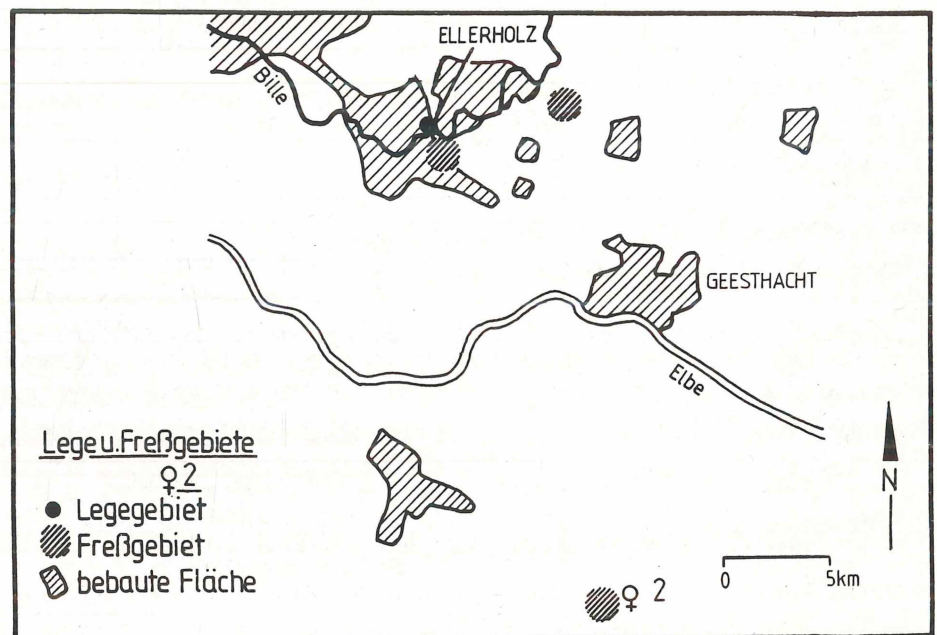 ELLERHOLZ
Bille
GEESTHACHT
Elbe
Lege u. Freßgebiete
♀ 2
Legegebiet
Freßgebiet
bebaute Fläche
N
0 5km
♀ 2